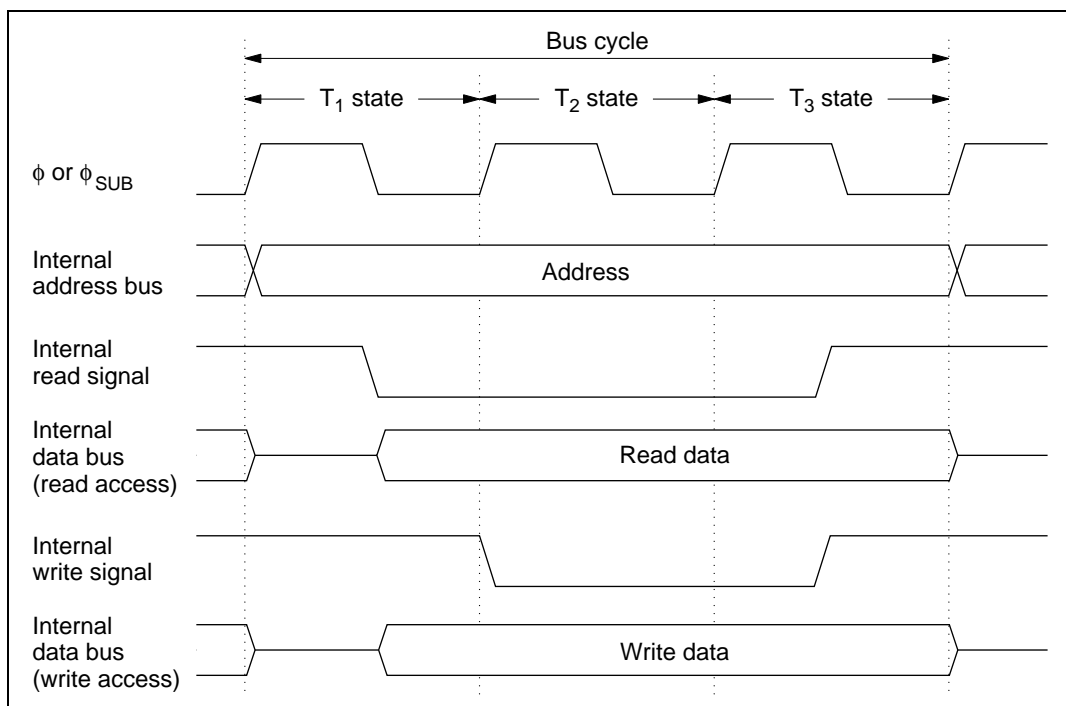 Bus cycle
T₁ state
T₂ state
T₃ state
ϕ or ϕSUB
Internal
address bus
Address
Internal
read signal
Internal
data bus
(read access)
Read data
Internal
write signal
Internal
data bus
(write access)
Write data